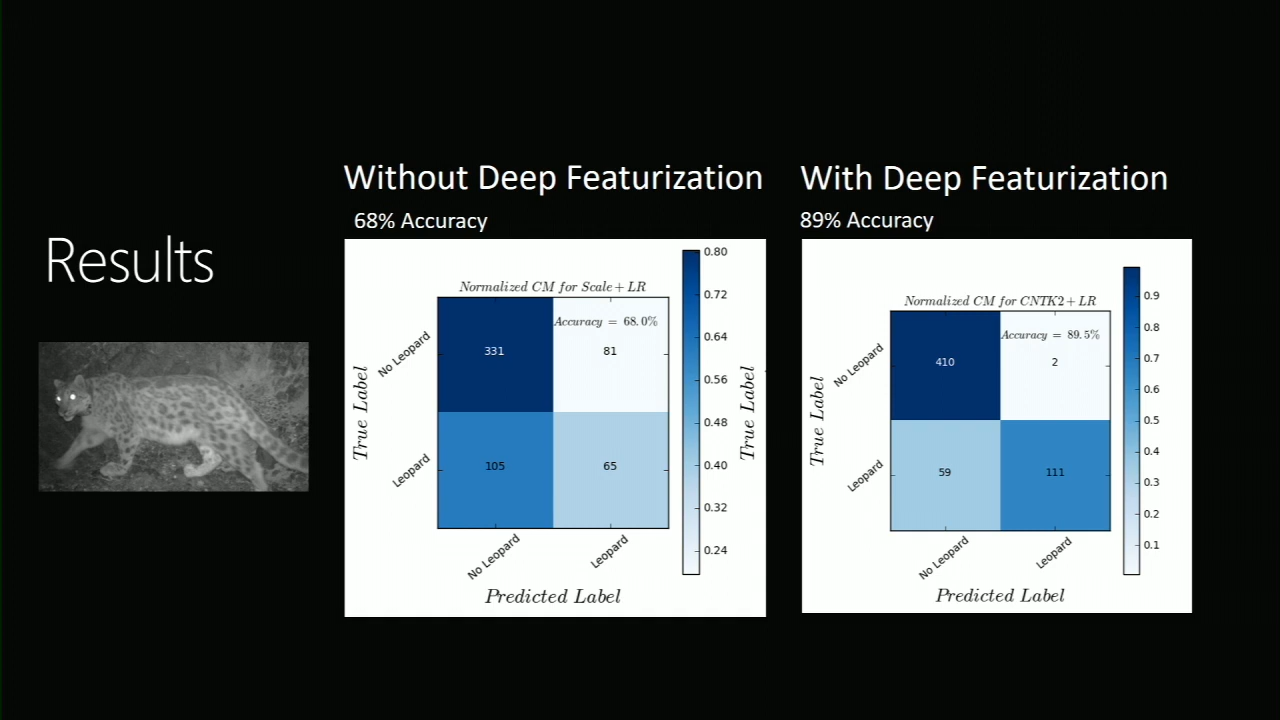 Results
Without Deep Featurization
68% Accuracy
Normalized CM for Scale + LR
Accuracy = 68.0%
331
81
105
65
True Label
No Leopard
Leopard
No Leopard
Leopard
Predicted Label
0.80
0.72
0.64
0.56
0.48
0.40
0.32
0.24
True Label
With Deep Featurization
89% Accuracy
Normalized CM for CNTK2 + LR
Accuracy = 89.5%
410
2
59
111
True Label
No Leopard
Leopard
No Leopard
Leopard
Predicted Label
0.9
0.8
0.7
0.6
0.5
0.4
0.3
0.2
0.1